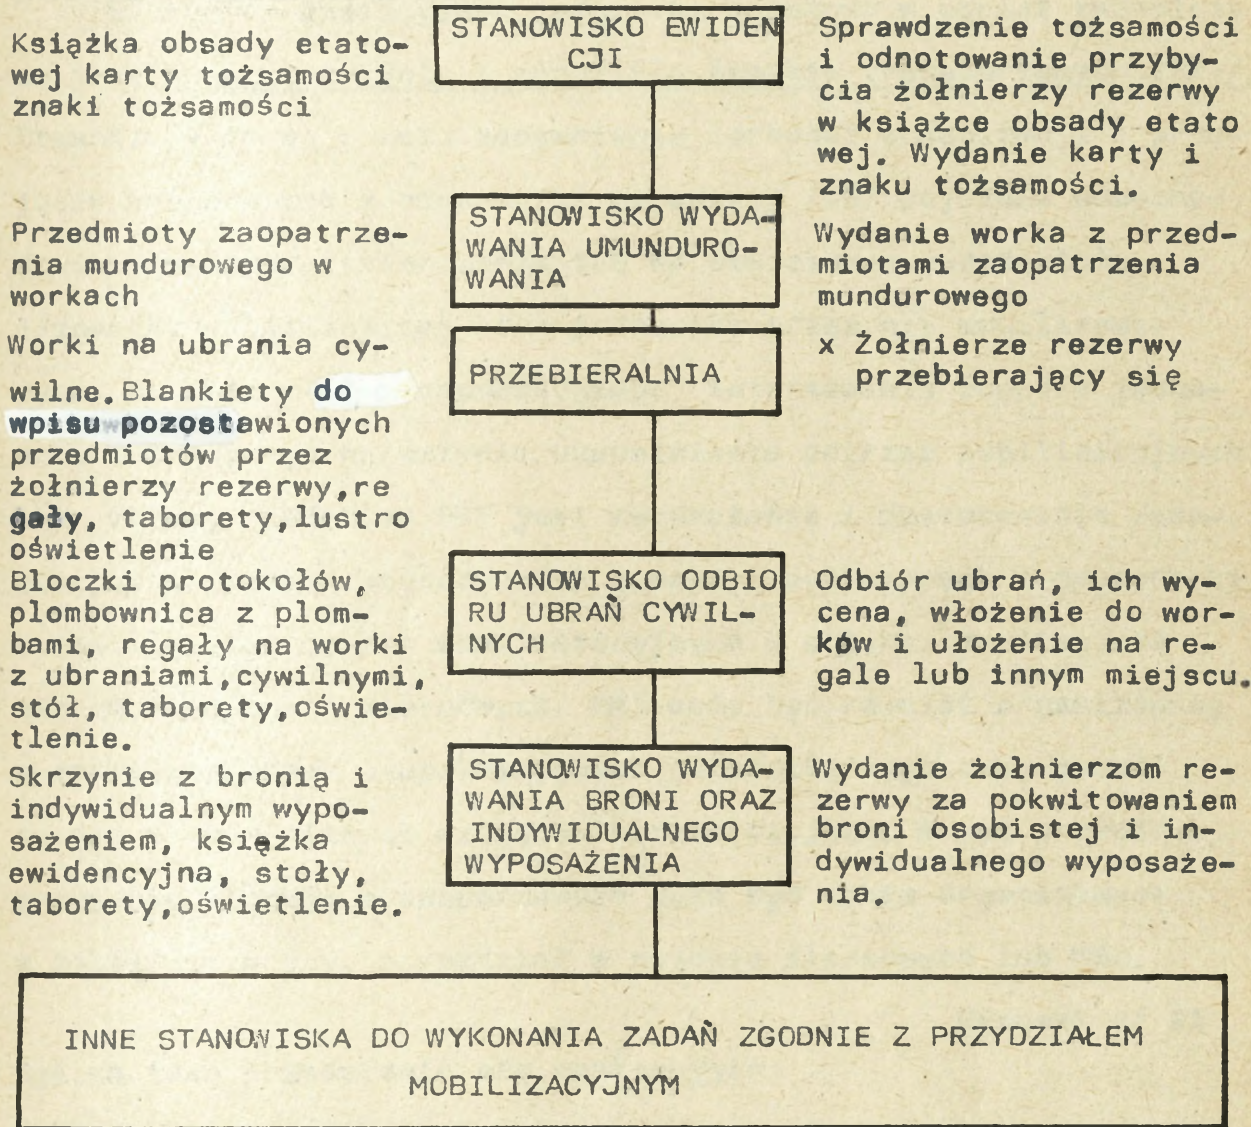 Książka obsady etato-
wej karty tożsamości
znaki tożsamości
STANOWISKO EWIDEN
CJI
Sprawdzenie tożsamości
i odnotowanie przyby-
cia żołnierzy rezerwy
w książce obsady etato
wej. Wydanie karty i
znaku tożsamości.
Przedmioty zaopatrze-
nia mundurowego w
workach
STANOWISKO WYDA-
WANIA UMUNDURO-
WANIA
Wydanie worka z przed-
miotami zaopatrzenia
mundurowego
Worki na ubrania cy-
wilne.Blankiety do
wpisu pozostawionych
przedmiotów przez
żołnierzy rezerwy,re
gały, taborety,lustro
oświetlenie
PRZEBIERALNIA
x Żołnierze rezerwy
przebierający się
Bloczki protokołów,
plombownica z plom-
bami, regały na worki
z ubraniami,cywilnymi,
stół, taborety,oświe-
tlenie.
STANOWISKO ODBIO
RU UBRAŃ CYWIL-
NYCH
Odbiór ubrań, ich wy-
cena, włożenie do wor-
ków i ułożenie na re-
gale lub innym miejscu.
Skrzynie z bronią i
indywidualnym wypo-
sażeniem, książka
ewidencyjna, stoły,
taborety,oświetlenie.
STANOWISKO WYDA-
WANIA BRONI ORAZ
INDYWIDUALNEGO
WYPOSAŻENIA
Wydanie żołnierzom re-
zerwy za pokwitowaniem
broni osobistej i in-
dywidualnego wyposaże-
nia.
INNE STANOWISKA DO WYKONANIA ZADAŃ ZGODNIE Z PRZYDZIAŁEM
MOBILIZACYJNYM